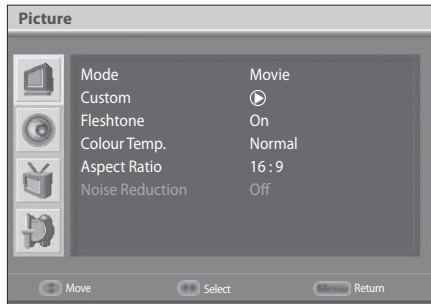 Picture
Mode Movie
Custom
Fleshtone On
Colour Temp. Normal
Aspect Ratio 16 : 9
Noise Reduction Off
Move Select Menu Return